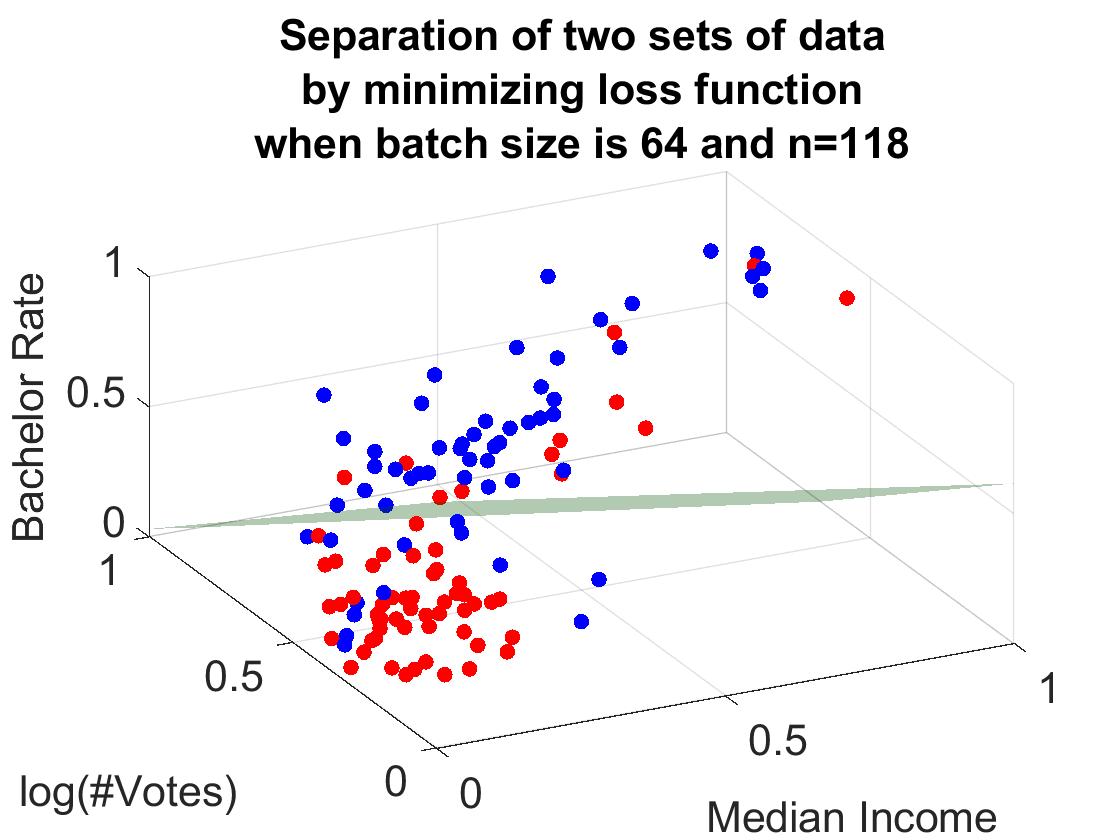 Separation of two sets of data
by minimizing loss function
when batch size is 64 and n=118
1
0.5
0
Bachelor Rate
1
0.5
0
log(#Votes)
0
0.5
1
Median Income